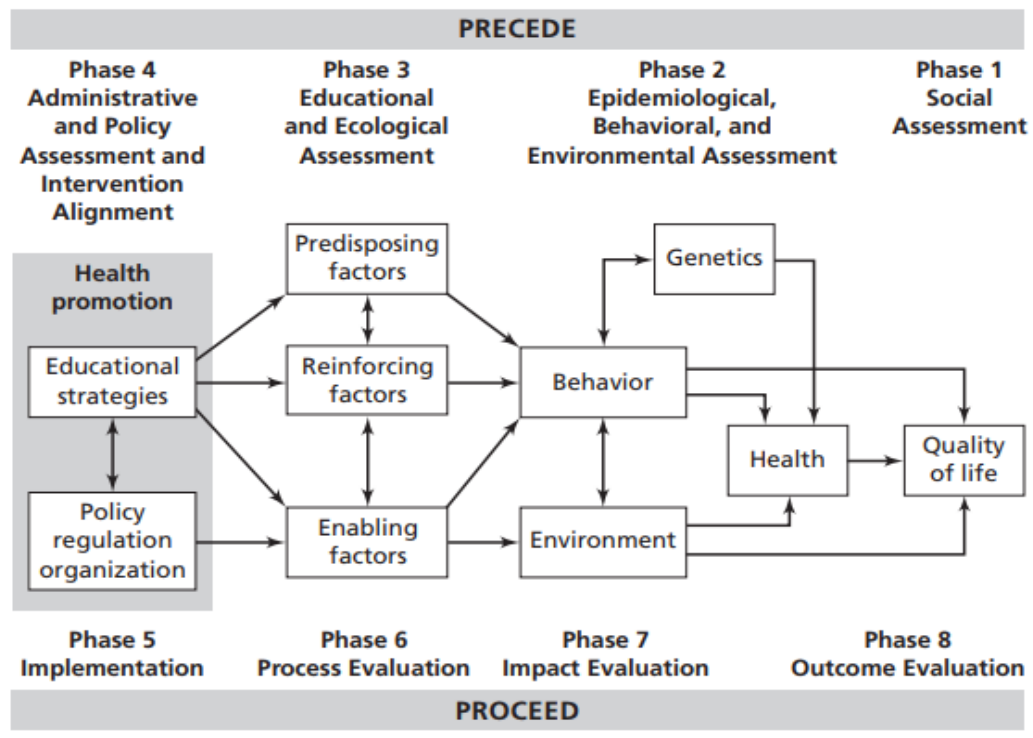 PRECEDE
Phase 4
Administrative
and Policy
Assessment and
Intervention
Alignment
Phase 3
Educational
and Ecological
Assessment
Phase 2
Epidemiological,
Behavioral, and
Environmental Assessment
Phase 1
Social
Assessment
Health
promotion
Educational
strategies
Policy
regulation
organization
Predisposing
factors
Reinforcing
factors
Enabling
factors
Genetics
Behavior
Environment
Health
Quality
of life
Phase 5
Implementation
Phase 6
Process Evaluation
Phase 7
Impact Evaluation
Phase 8
Outcome Evaluation
PROCEED